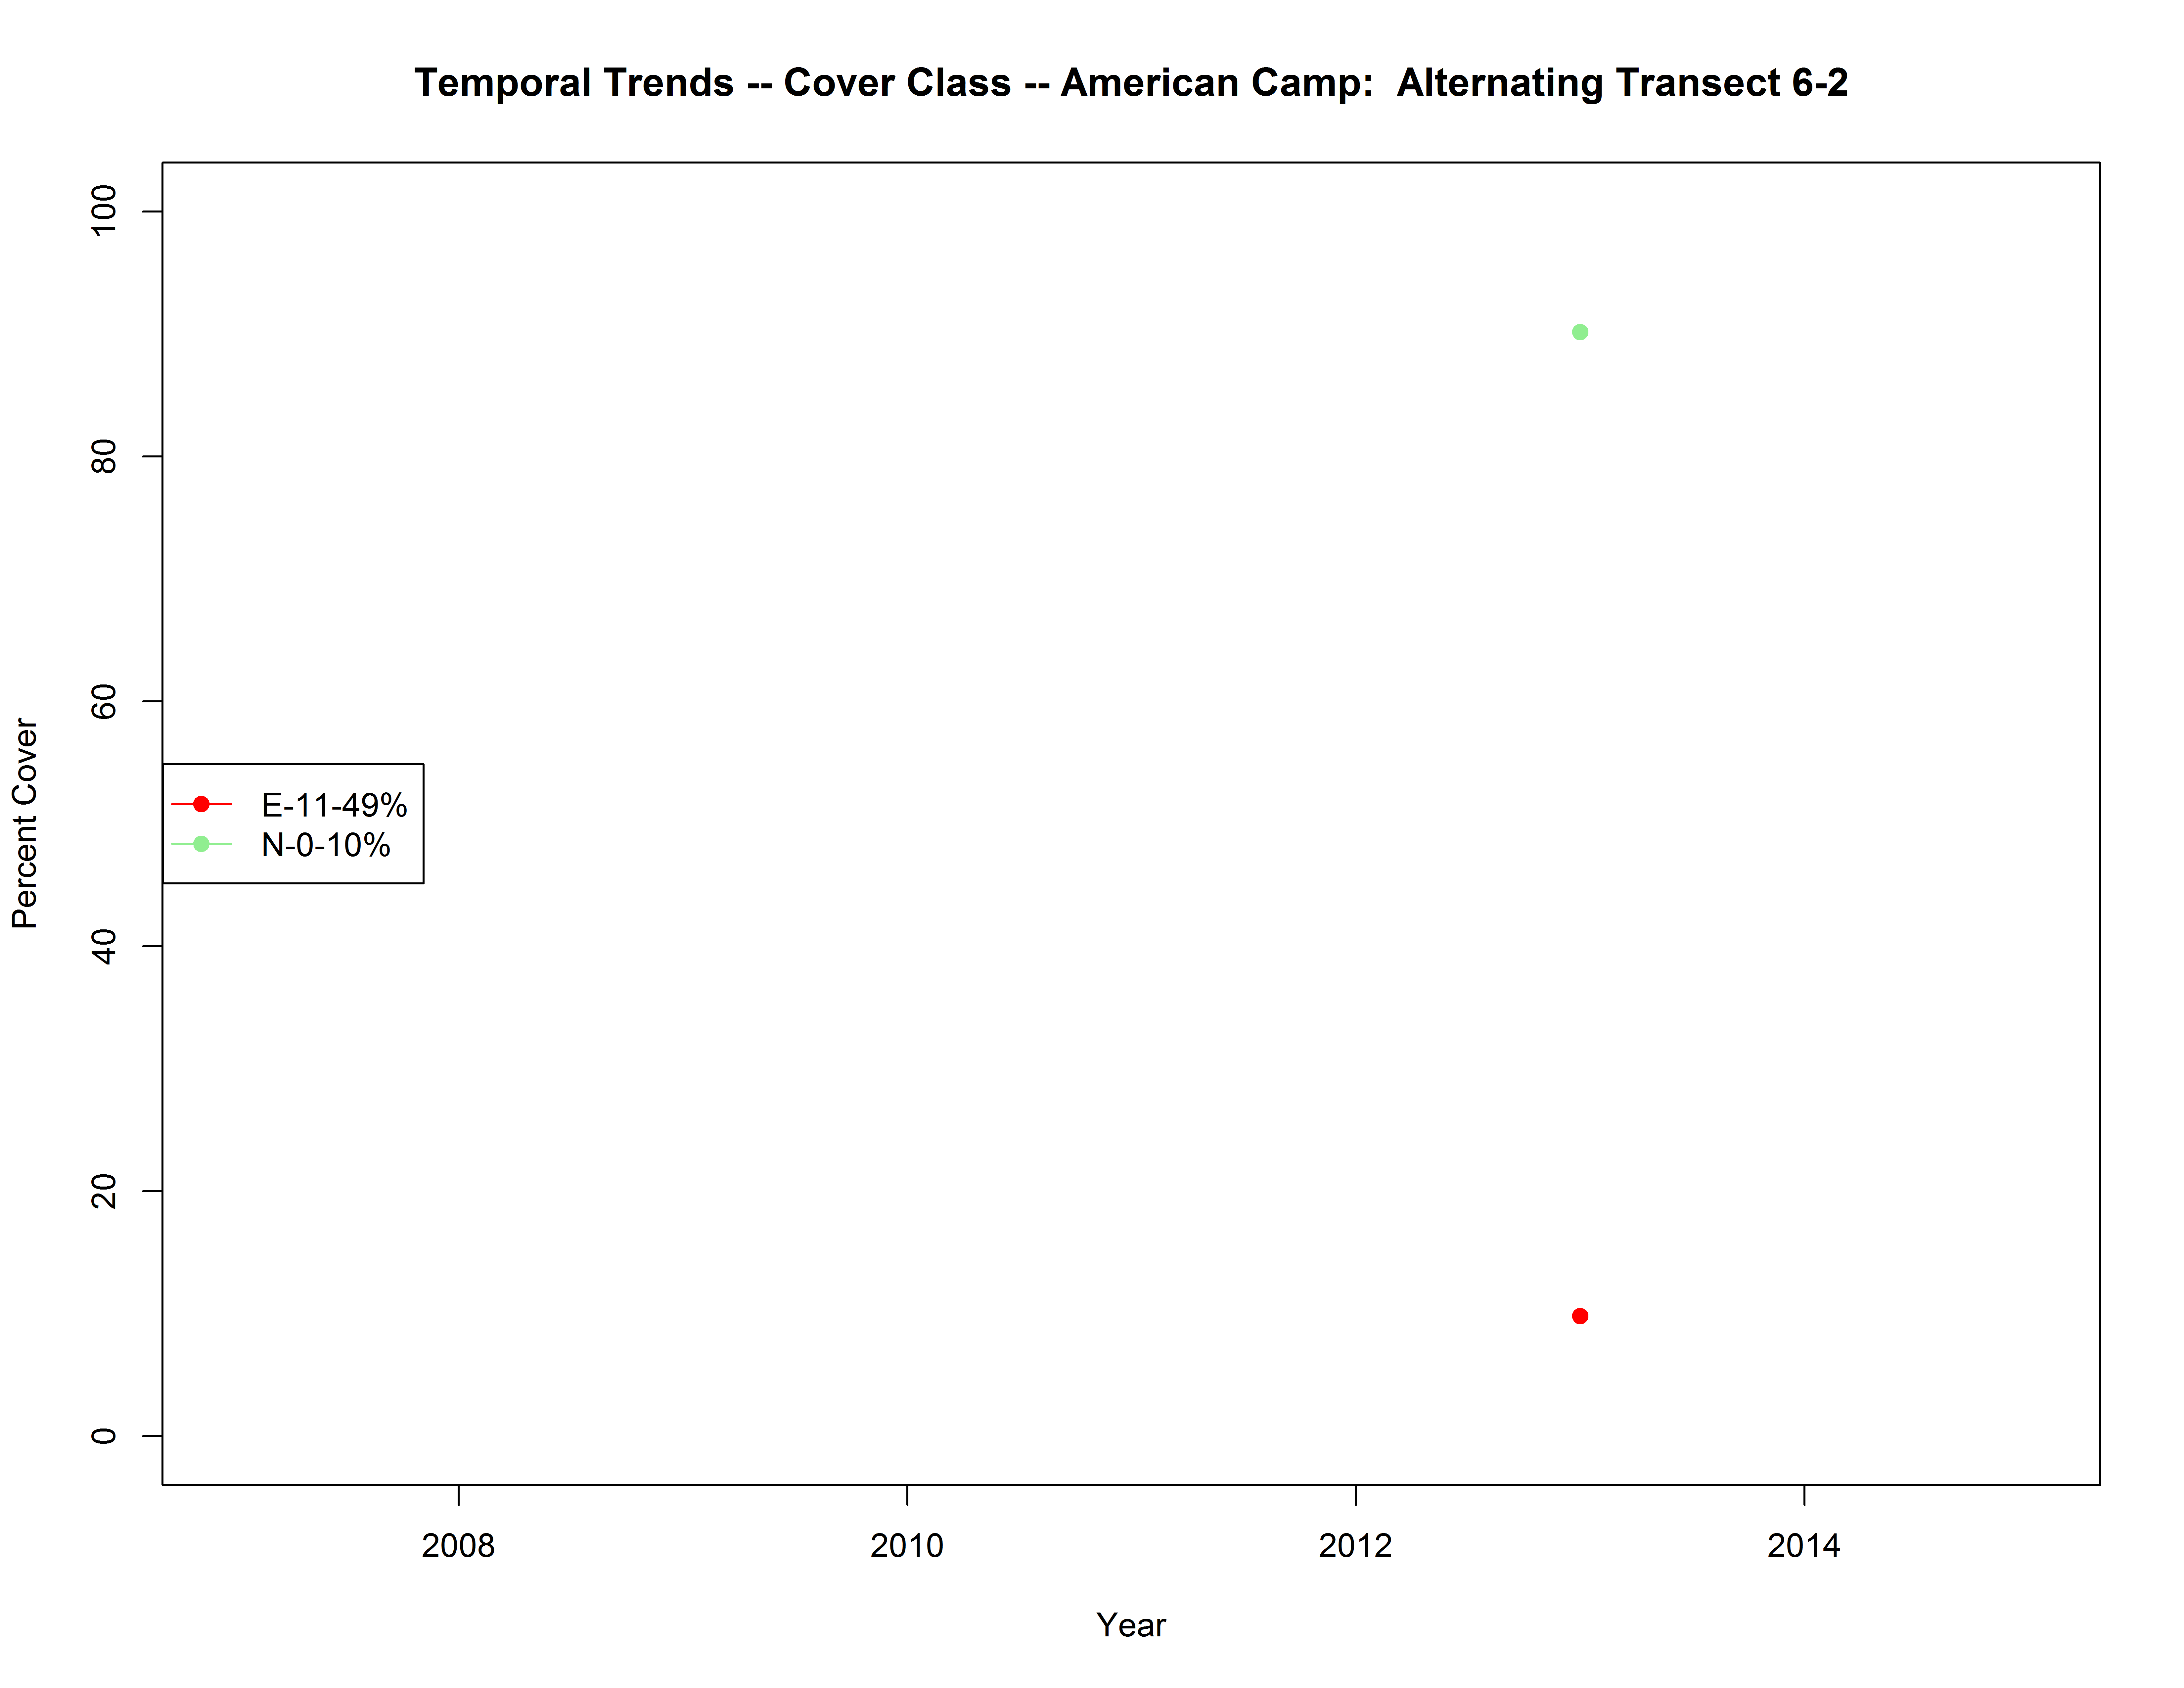 Temporal Trends -- Cover Class -- American Camp:  Alternating Transect 6-2
Percent Cover
100
80
60
40
20
0
E-11-49%
N-0-10%
2008 2010 2012 2014
Year